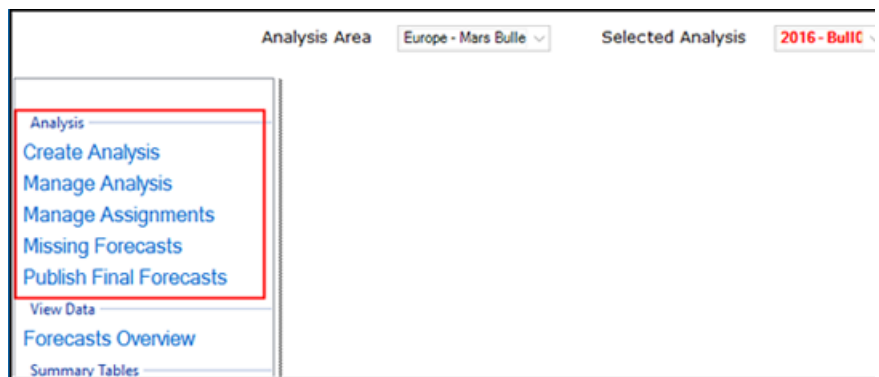 Analysis Area Europe - Mars Bulle Selected Analysis 2016 - Bull
Analysis
Create Analysis
Manage Analysis
Manage Assignments
Missing Forecasts
Publish Final Forecasts
View Data
Forecasts Overview
Summary Tables